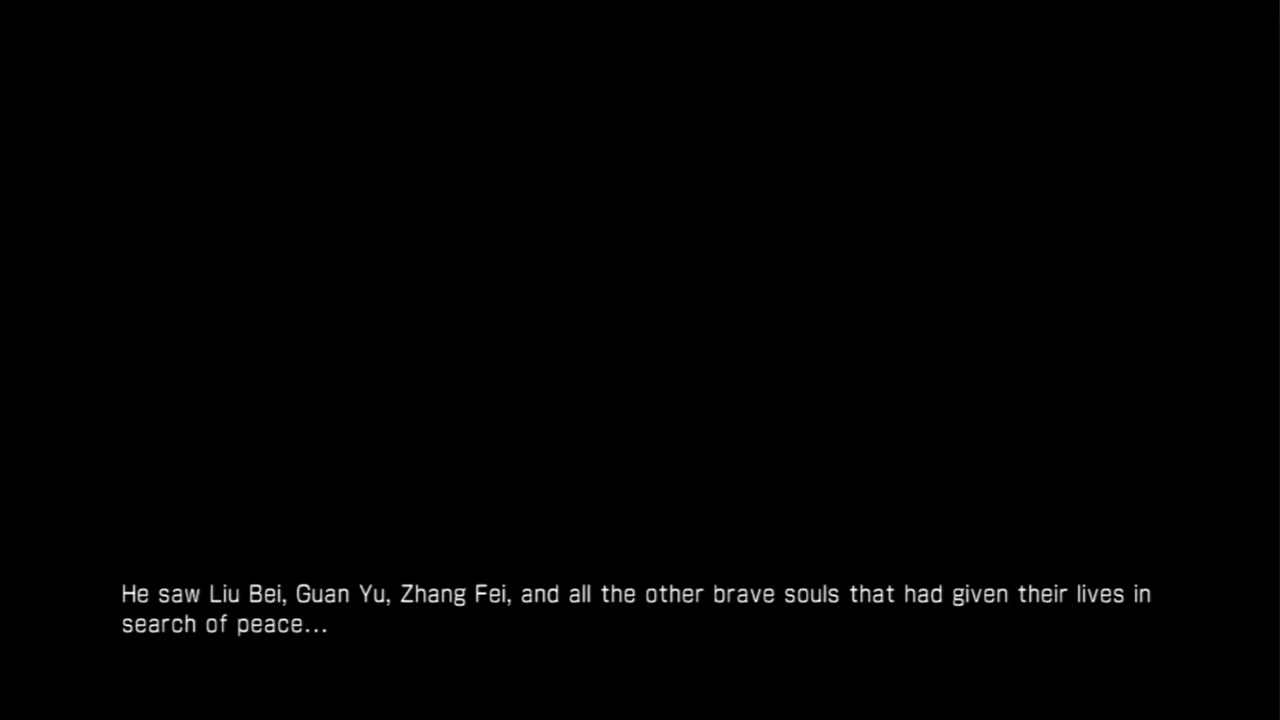 He saw Liu Bei, Guan Yu, Zhang Fei, and all the other brave souls that had given their lives in
search of peace...